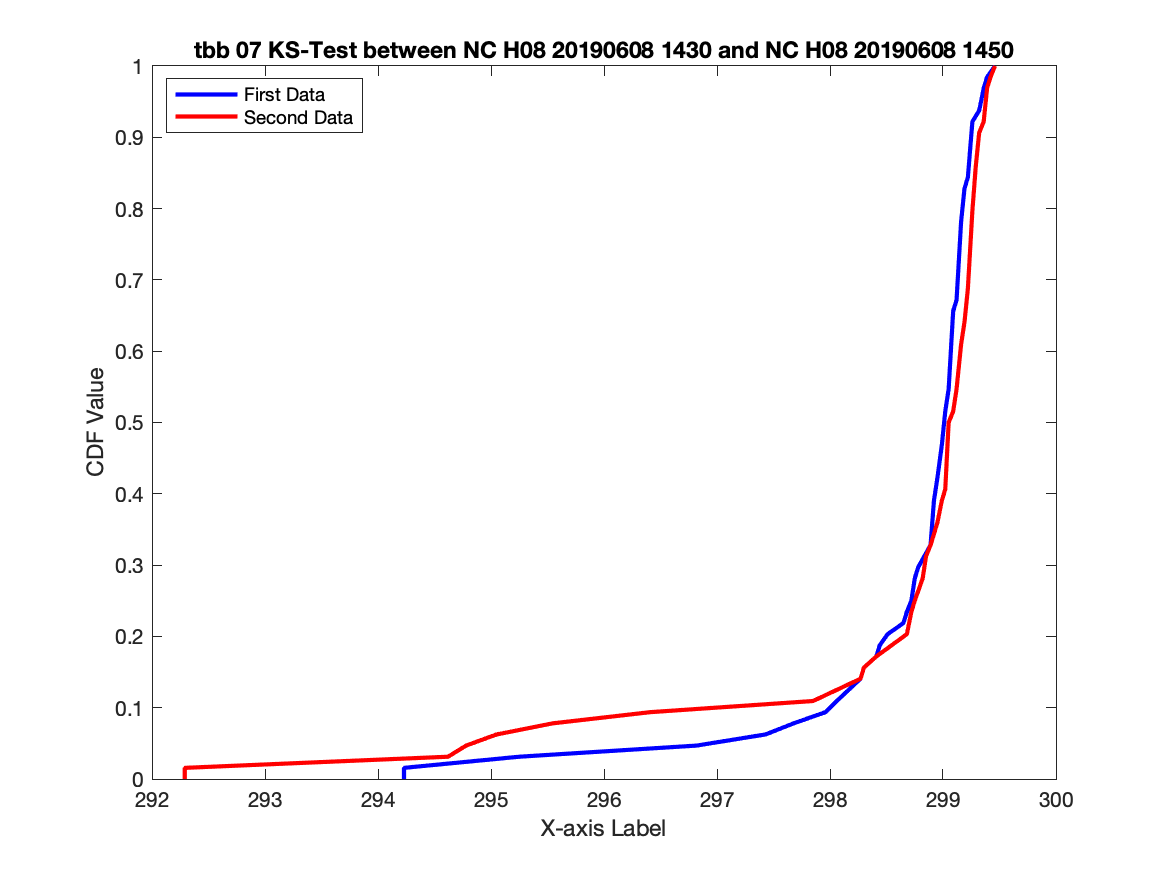 tbb 07 KS-Test between NC H08 20190608 1430 and NC H08 20190608 1450
First Data
Second Data
1
0.9
0.8
0.7
0.6
0.5
0.4
0.3
0.2
0.1
0
CDF Value
292 293 294 295 296 297 298 299 300
X-axis Label